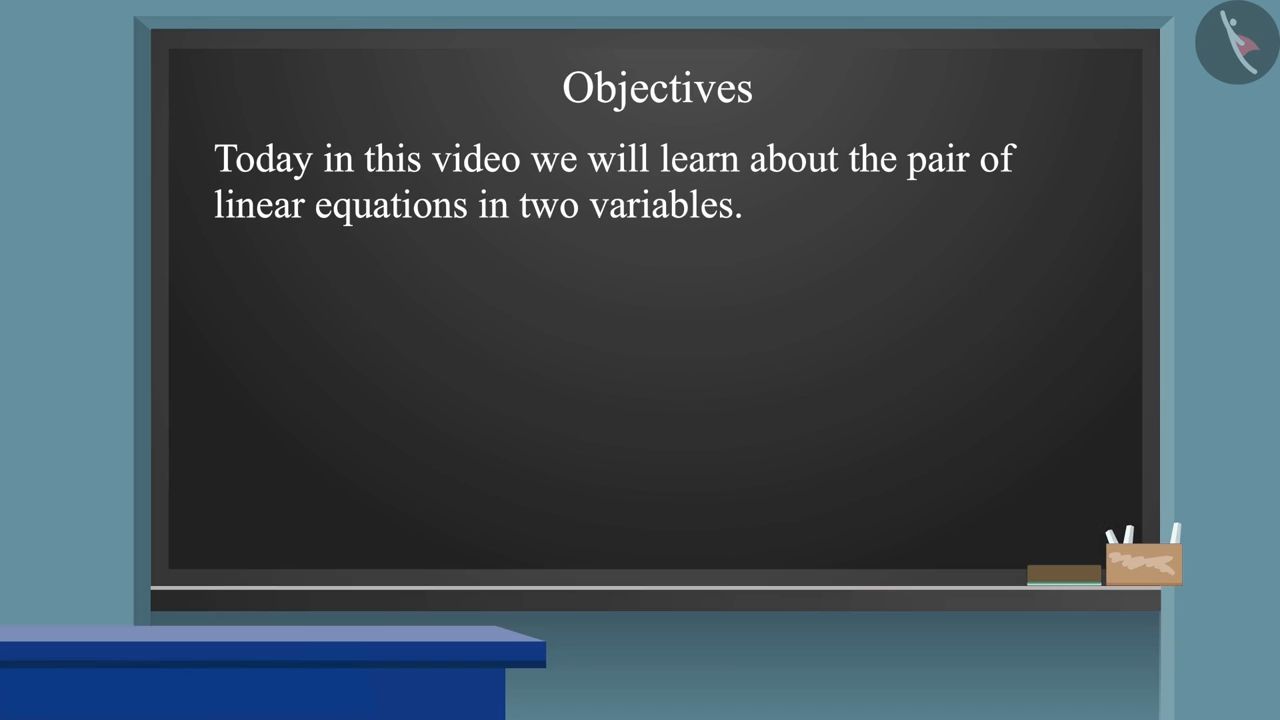 Objectives
Today in this video we will learn about the pair of
linear equations in two variables.